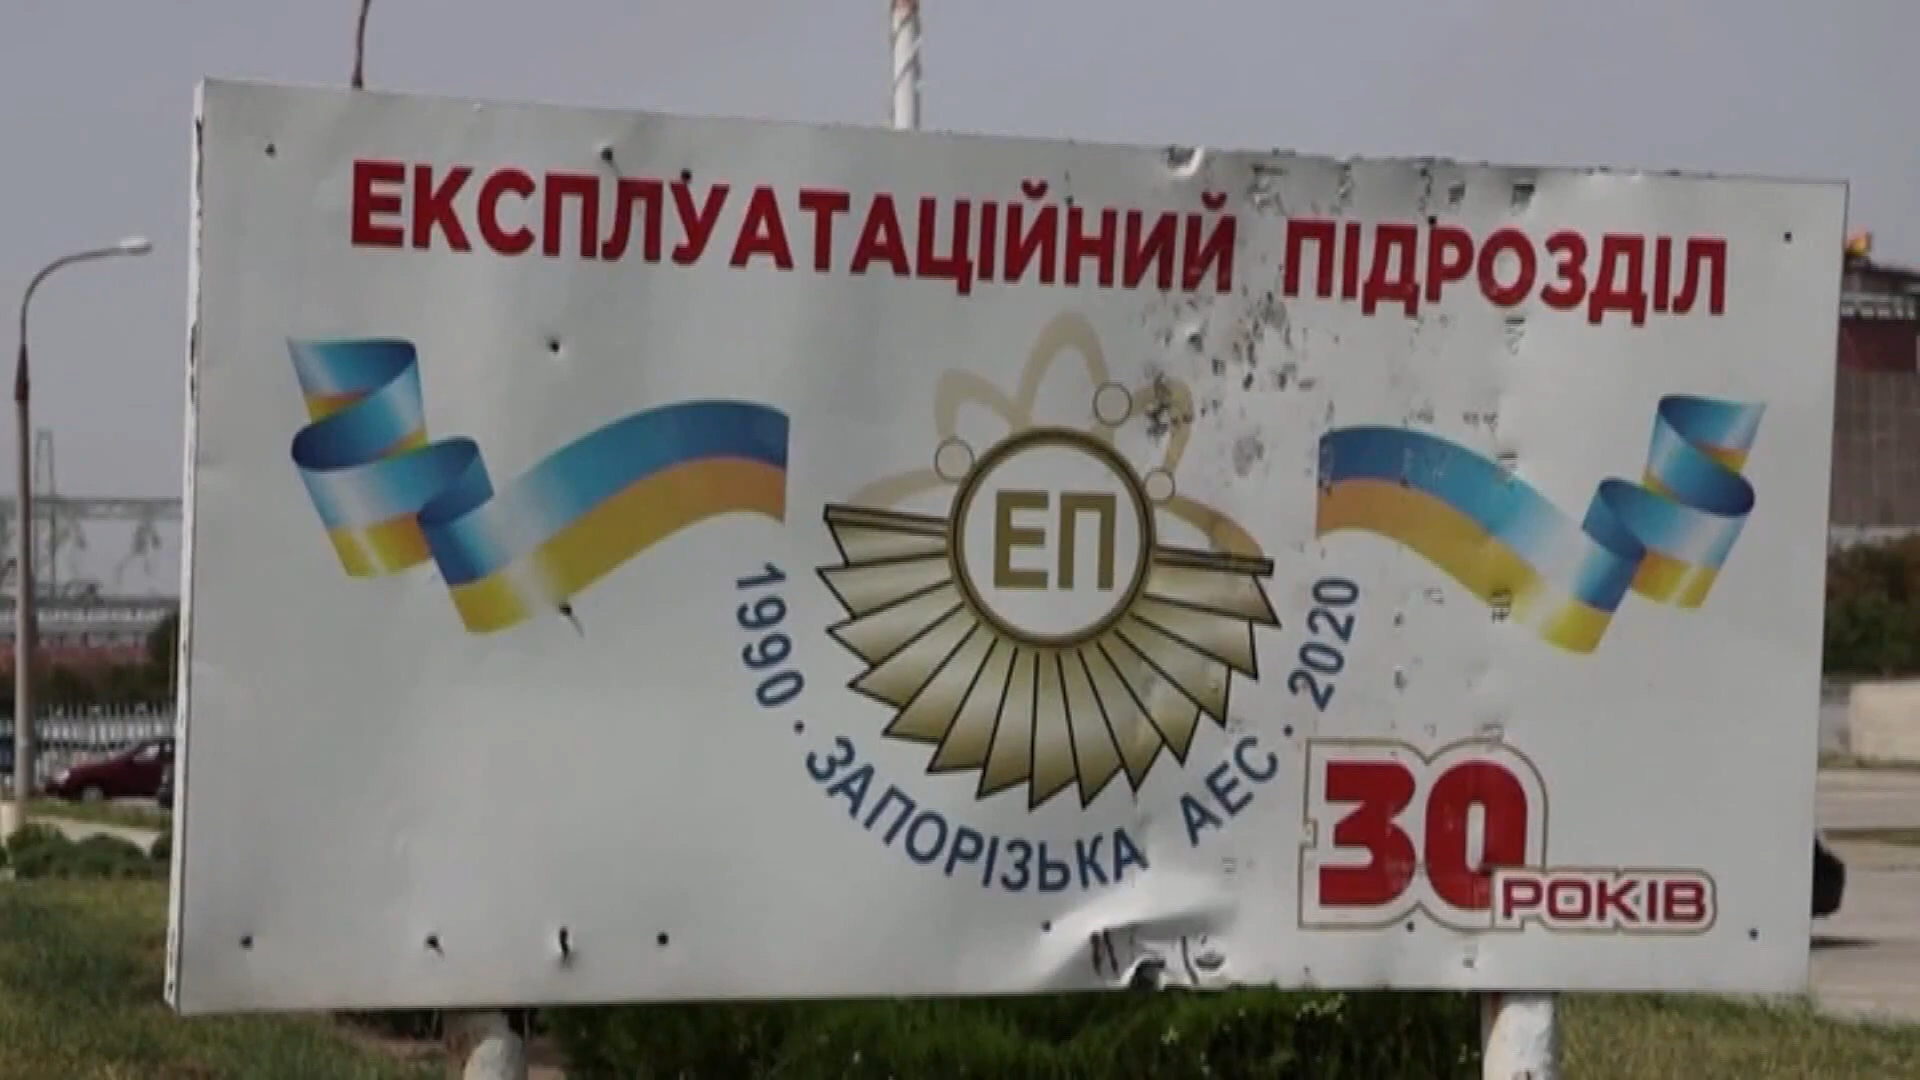 ЕКСПЛУАТАЦІЙНИЙ ПІДРОЗДІЛ
ЕП
1990 · ЗАПОРІЗЬКА АЕС · 2020
30
РОКІВ